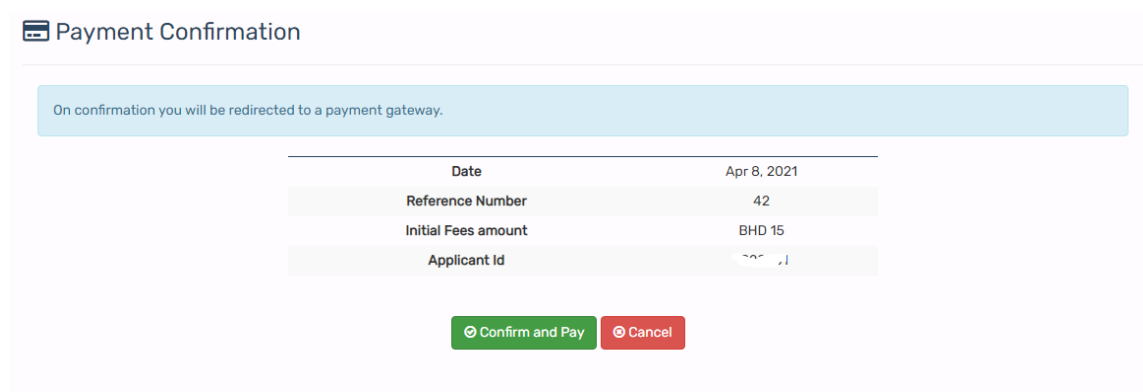 Payment Confirmation
On confirmation you will be redirected to a payment gateway.
Date Apr 8, 2021
Reference Number 42
Initial Fees amount BHD 15
Applicant Id
Confirm and Pay Cancel